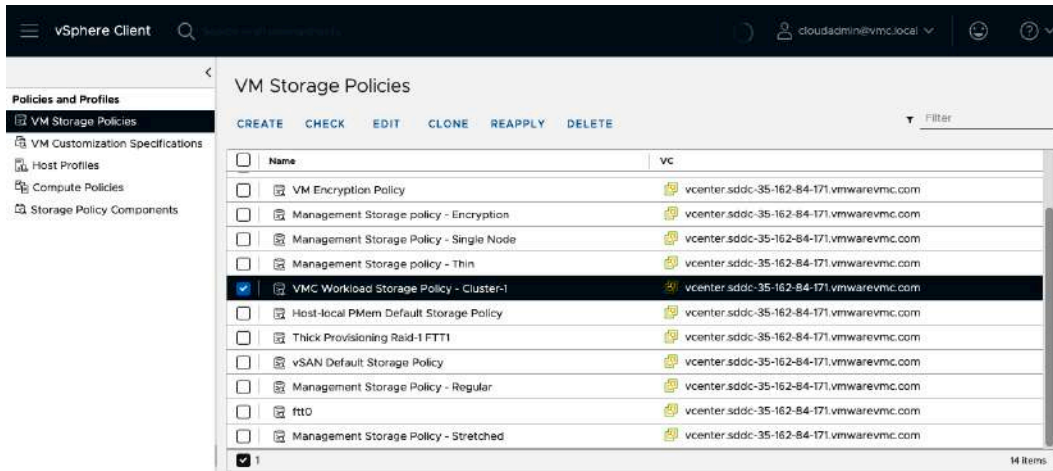 vSphere Client
cloudadmin@vmc.local
Policies and Profiles
VM Storage Policies
VM Customization Specifications
Host Profiles
Compute Policies
Storage Policy Components
VM Storage Policies
CREATE CHECK EDIT CLONE REAPPLY DELETE
Filter
Name VC
VM Encryption Policy vcenter.sddc-35-162-84-171.vmwarevmc.com
Management Storage policy - Encryption vcenter.sddc-35-162-84-171.vmwarevmc.com
Management Storage Policy - Single Node vcenter.sddc-35-162-84-171.vmwarevmc.com
Management Storage policy - Thin vcenter.sddc-35-162-84-171.vmwarevmc.com
VMC Workload Storage Policy - Cluster-1 vcenter.sddc-35-162-84-171.vmwarevmc.com
Host-local PMem Default Storage Policy vcenter.sddc-35-162-84-171.vmwarevmc.com
Thick Provisioning Raid-1 FTT1 vcenter.sddc-35-162-84-171.vmwarevmc.com
vSAN Default Storage Policy vcenter.sddc-35-162-84-171.vmwarevmc.com
Management Storage Policy - Regular vcenter.sddc-35-162-84-171.vmwarevmc.com
ftt0 vcenter.sddc-35-162-84-171.vmwarevmc.com
Management Storage Policy - Stretched vcenter.sddc-35-162-84-171.vmwarevmc.com
1 14 items